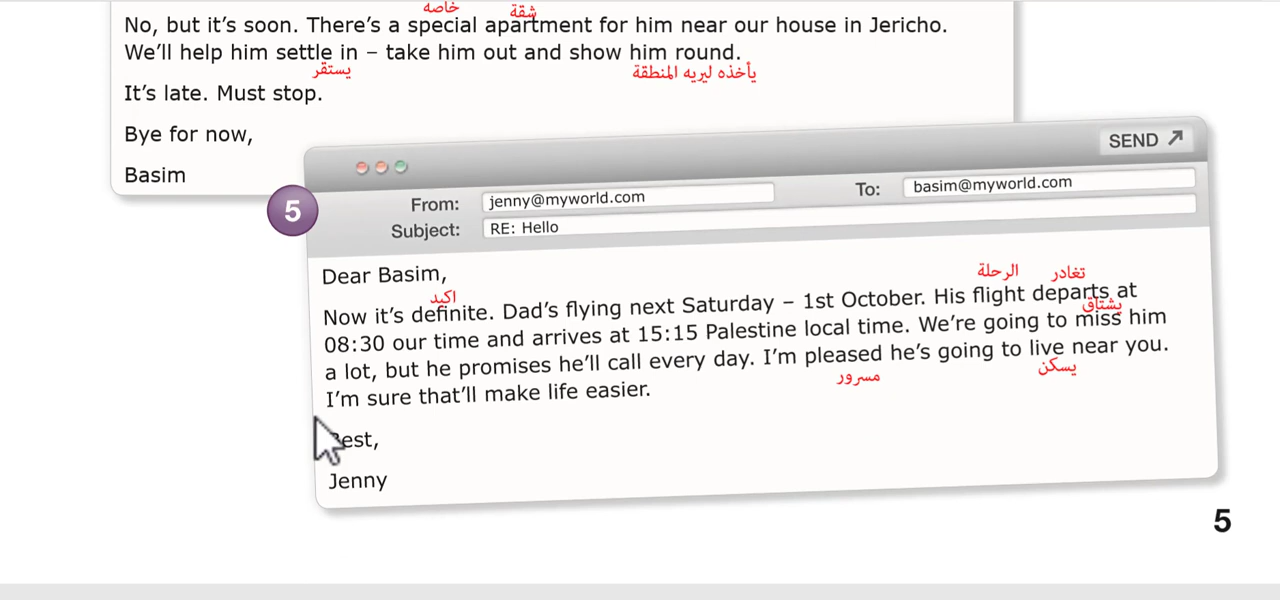 خاصه شقة
No, but it's soon. There's a special apartment for him near our house in Jericho.
We'll help him settle in – take him out and show him round.
يستقر يأخذه ليريه المنطقة
It's late. Must stop.
Bye for now,
Basim
SEND
5
From: jenny@myworld.com To: basim@myworld.com
Subject: RE: Hello
Dear Basim,
الرحلة تغادر
اكيد
Now it's definite. Dad's flying next Saturday – 1st October. His flight departs at
يشتاق
08:30 our time and arrives at 15:15 Palestine local time. We're going to miss him
a lot, but he promises he'll call every day. I'm pleased he's going to live near you.
مسرور يسكن
I'm sure that'll make life easier.
Best,
Jenny
5